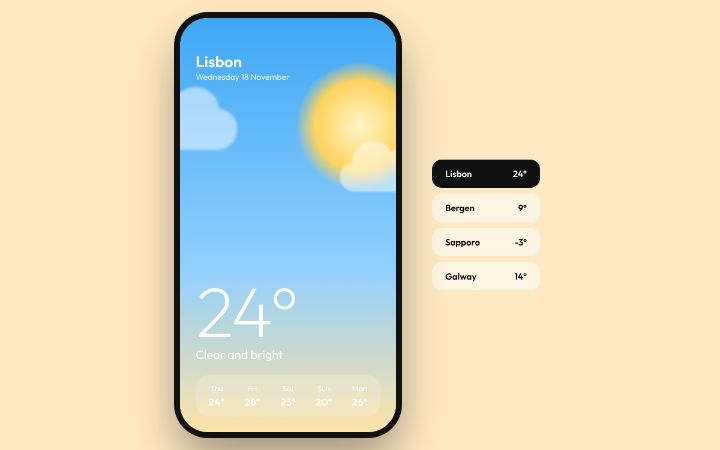 Lisbon
Wednesday 18 November
24°
Clear and bright
Thu Fri Sat Sun Mon
24° 28° 23° 20° 26°
Lisbon 24°
Bergen 9°
Sapporo -3°
Galway 14°